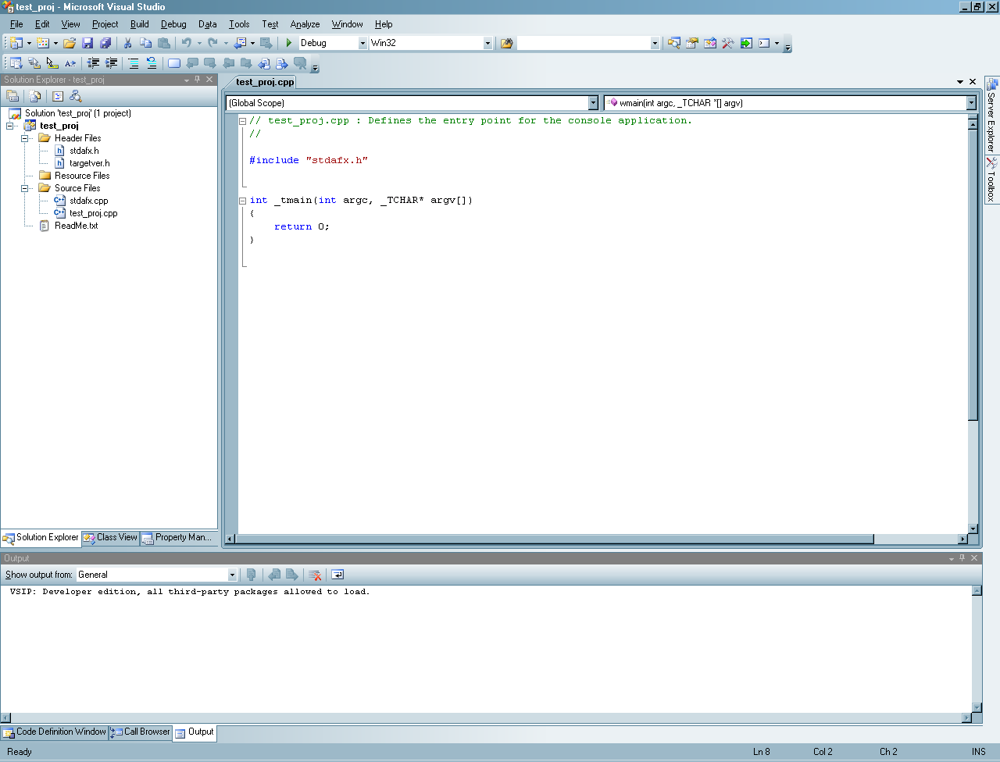 test_proj - Microsoft Visual Studio
File Edit View Project Build Debug Data Tools Test Analyze Window Help
Debug Win32
Solution Explorer - test_proj
Solution 'test_proj' (1 project)
test_proj
Header Files
stdafx.h
targetver.h
Resource Files
Source Files
stdafx.cpp
test_proj.cpp
ReadMe.txt
Solution Explorer Class View Property Man...
test_proj.cpp
(Global Scope) wmain(int argc, _TCHAR *[] argv)
// test_proj.cpp : Defines the entry point for the console application.
//
#include "stdafx.h"
int _tmain(int argc, _TCHAR* argv[])
{
return 0;
}
Server Explorer
Toolbox
Output
Show output from: General
VSIP: Developer edition, all third-party packages allowed to load.
Code Definition Window Call Browser Output
Ready Ln 8 Col 2 Ch 2 INS